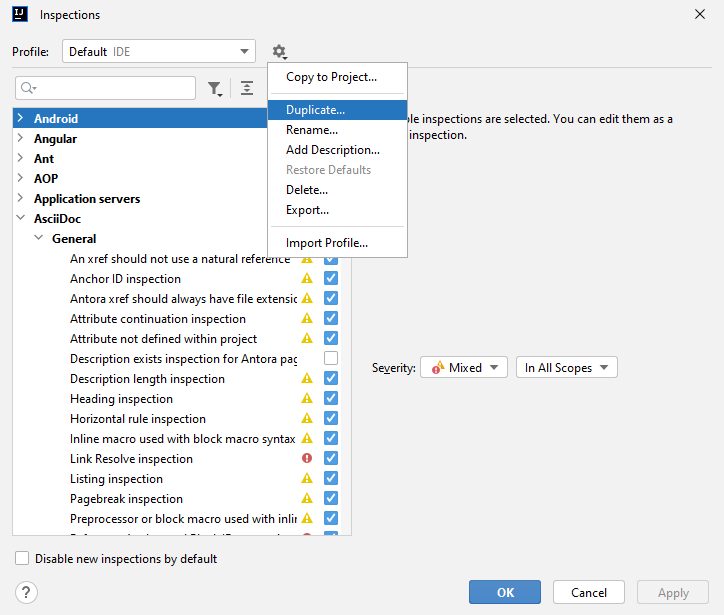 Inspections
Profile:
Default IDE
Copy to Project...
Duplicate...
Rename...
Add Description...
Restore Defaults
Delete...
Export...
Import Profile...
Android
Angular
Ant
AOP
Application servers
AsciiDoc
General
An xref should not use a natural reference
Anchor ID inspection
Antora xref should always have file extensio
Attribute continuation inspection
Attribute not defined within project
Description exists inspection for Antora pag
Description length inspection
Heading inspection
Horizontal rule inspection
Inline macro used with block macro syntax
Link Resolve inspection
Listing inspection
Pagebreak inspection
Preprocessor or block macro used with inlin
inspections are selected. You can edit them as a
inspection.
Severity:
Mixed
In All Scopes
Disable new inspections by default
?
OK
Cancel
Apply